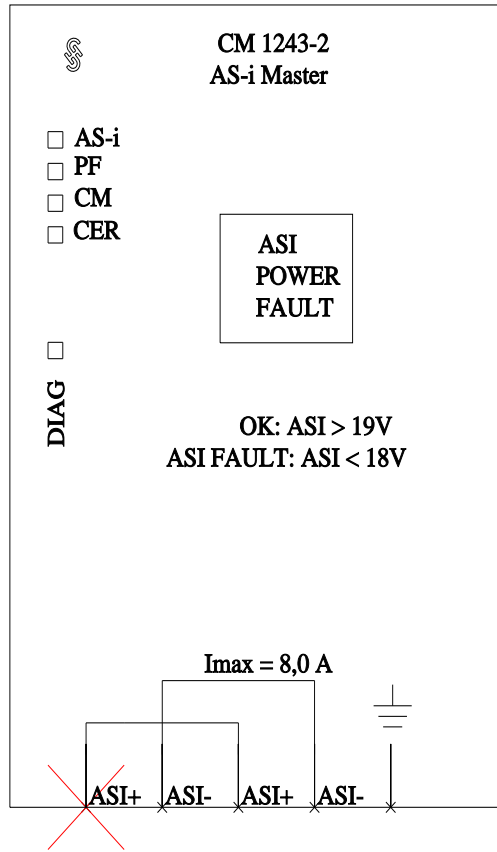 CM 1243-2
AS-i Master
AS-i
PF
CM
CER
ASI
POWER
FAULT
DIAG
OK: ASI > 19V
ASI FAULT: ASI < 18V
Imax = 8,0 A
ASI+ ASI- ASI+ ASI-